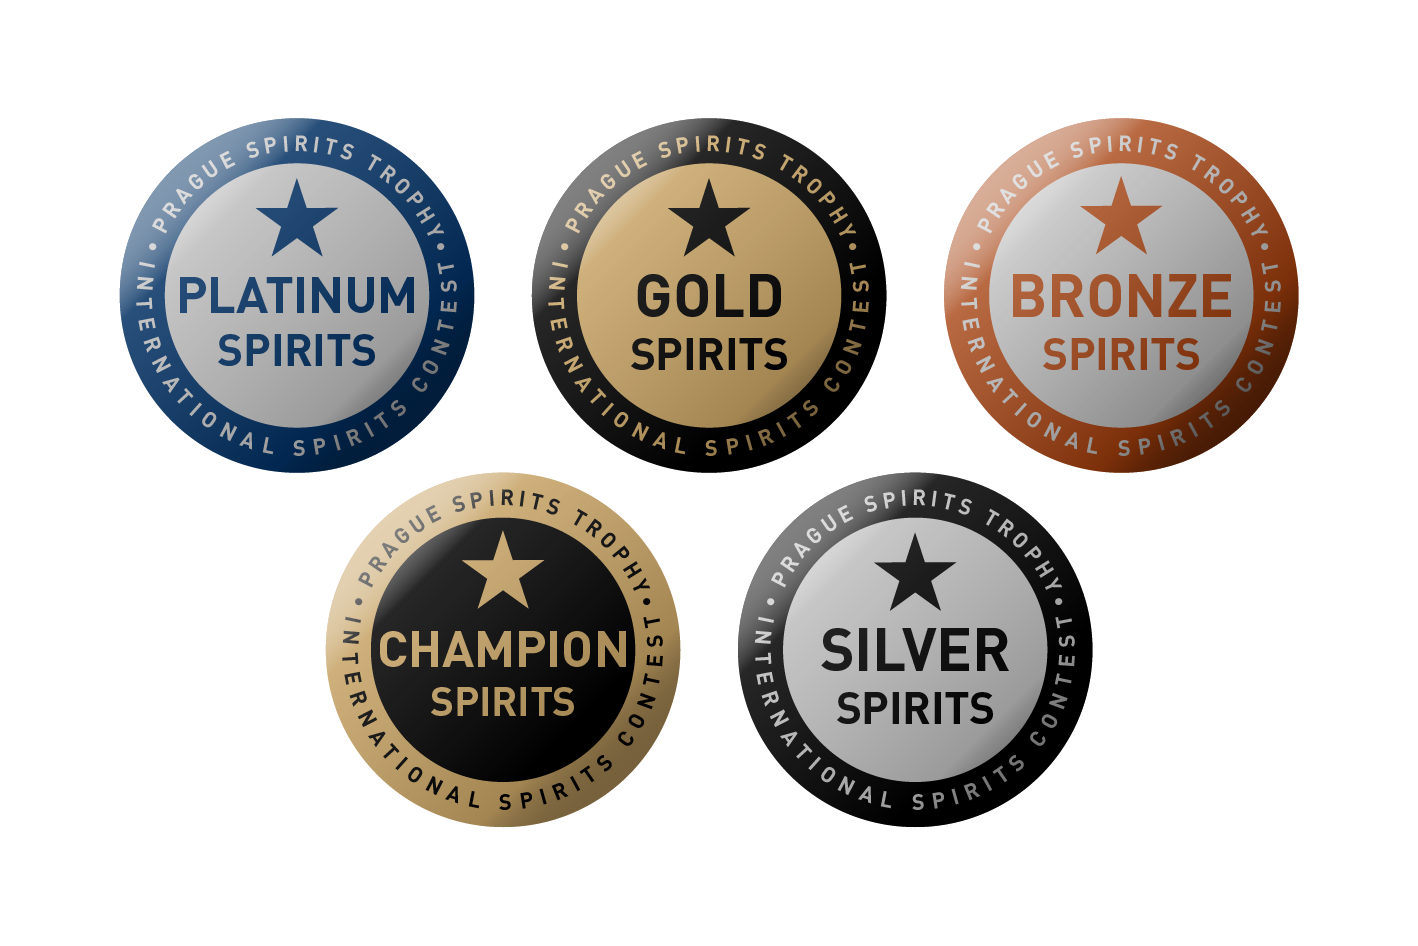 • PRAGUE SPIRITS TROPHY •
PLATINUM
SPIRITS
INTERNATIONAL SPIRITS CONTEST
• PRAGUE SPIRITS TROPHY •
GOLD
SPIRITS
INTERNATIONAL SPIRITS CONTEST
• PRAGUE SPIRITS TROPHY •
BRONZE
SPIRITS
INTERNATIONAL SPIRITS CONTEST
• PRAGUE SPIRITS TROPHY •
CHAMPION
SPIRITS
INTERNATIONAL SPIRITS CONTEST
• PRAGUE SPIRITS TROPHY •
SILVER
SPIRITS
INTERNATIONAL SPIRITS CONTEST